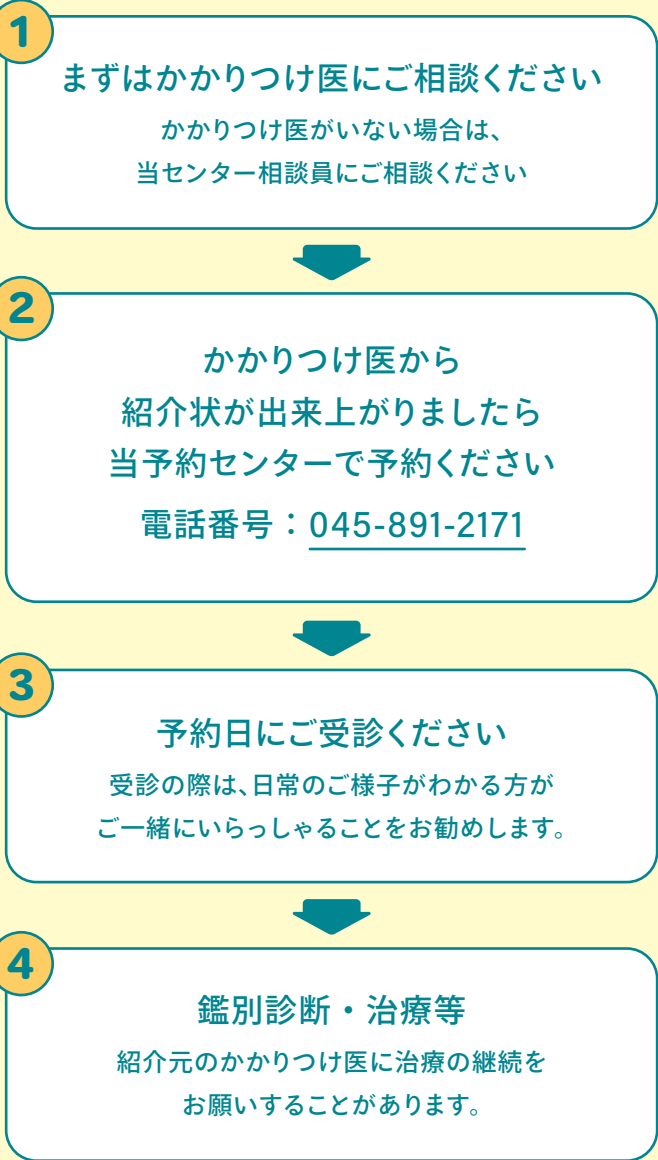 1
まずはかかりつけ医にご相談ください
かかりつけ医がいない場合は、
当センター相談員にご相談ください
2
かかりつけ医から
紹介状が出来上がりましたら
当予約センターで予約ください
電話番号：045-891-2171
3
予約日にご受診ください
受診の際は、日常のご様子がわかる方が
ご一緒にいらっしゃることをお勧めします。
4
鑑別診断・治療等
紹介元のかかりつけ医に治療の継続を
お願いすることがあります。